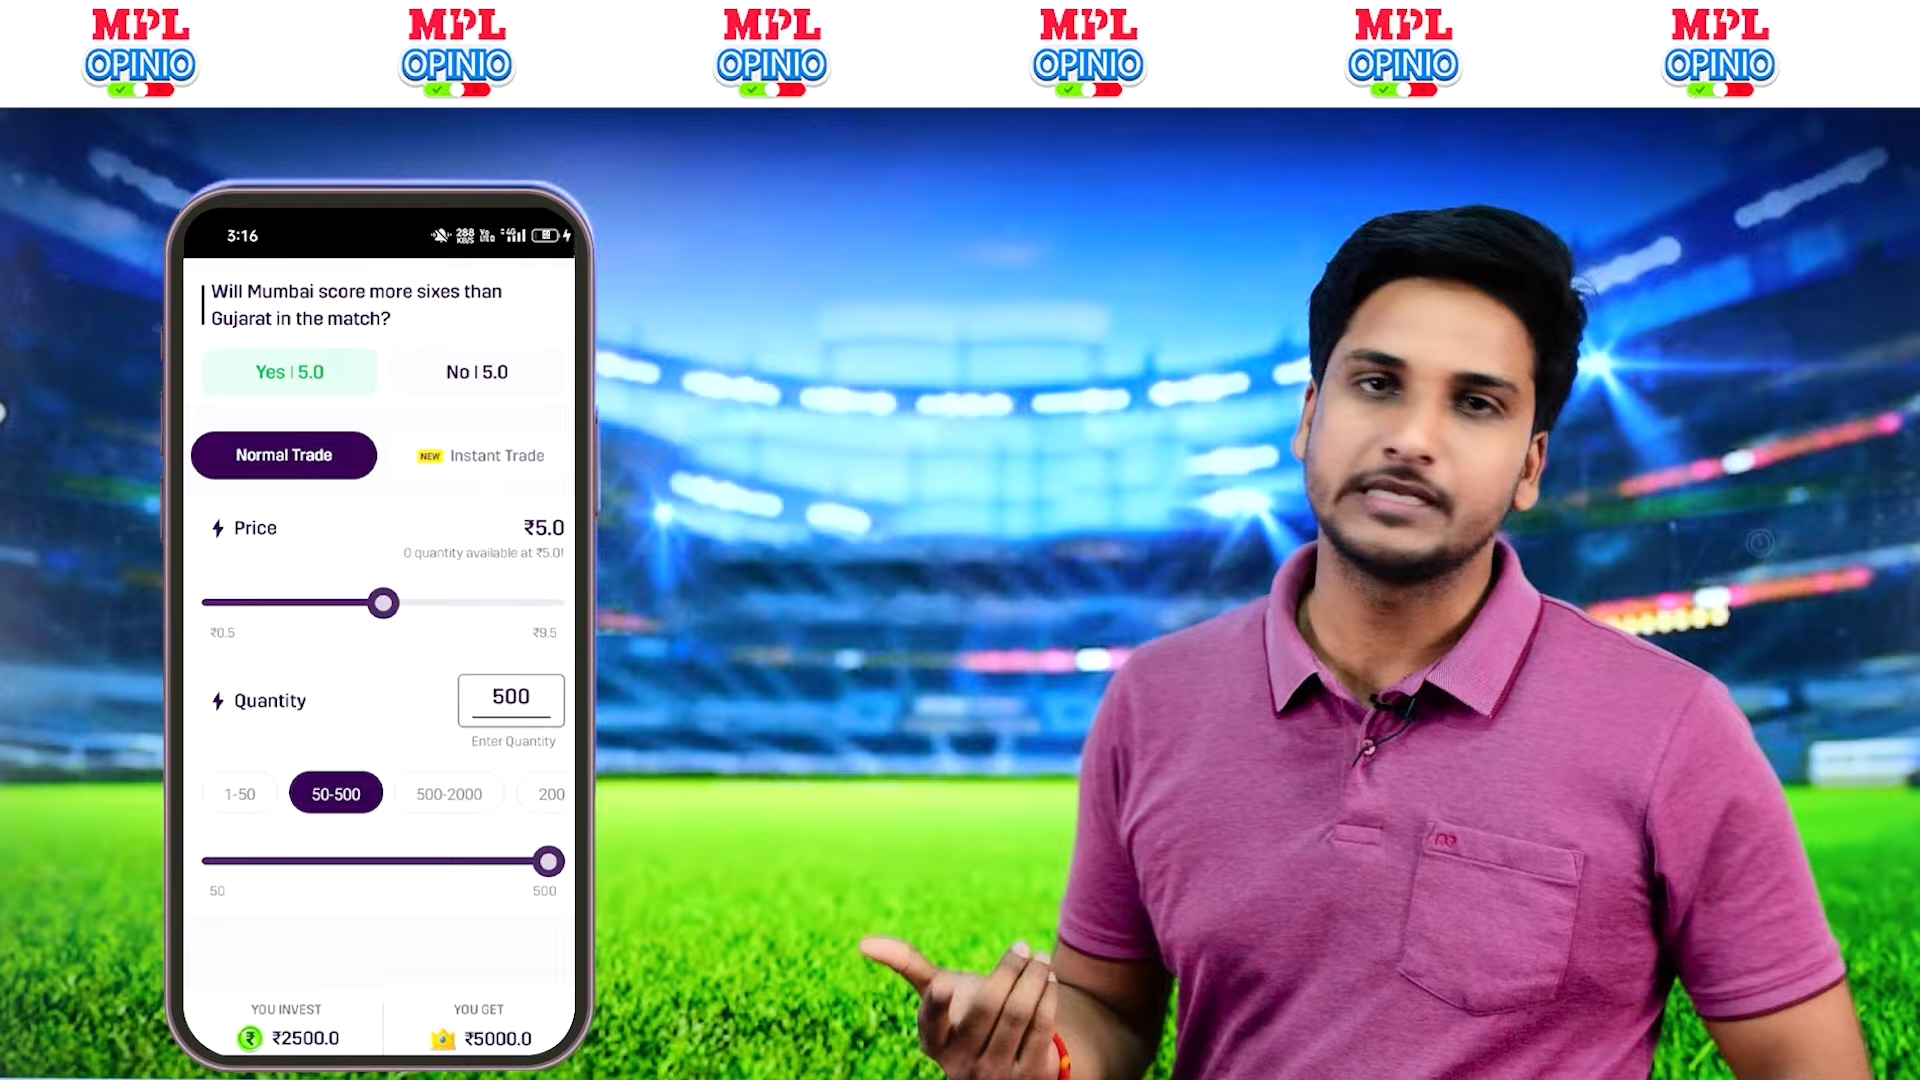 MPL MPL MPL MPL MPL MPL
OPINIO OPINIO OPINIO OPINIO OPINIO OPINIO
3:16
288 KB/S 4G
Will Mumbai score more sixes than
Gujarat in the match?
Yes | 5.0 No | 5.0
Normal Trade NEW Instant Trade
Price ₹5.0
0 quantity available at ₹5.0!
₹0.5 ₹9.5
Quantity 500
Enter Quantity
1-50 50-500 500-2000 200
50 500
YOU INVEST YOU GET
₹2500.0 ₹5000.0